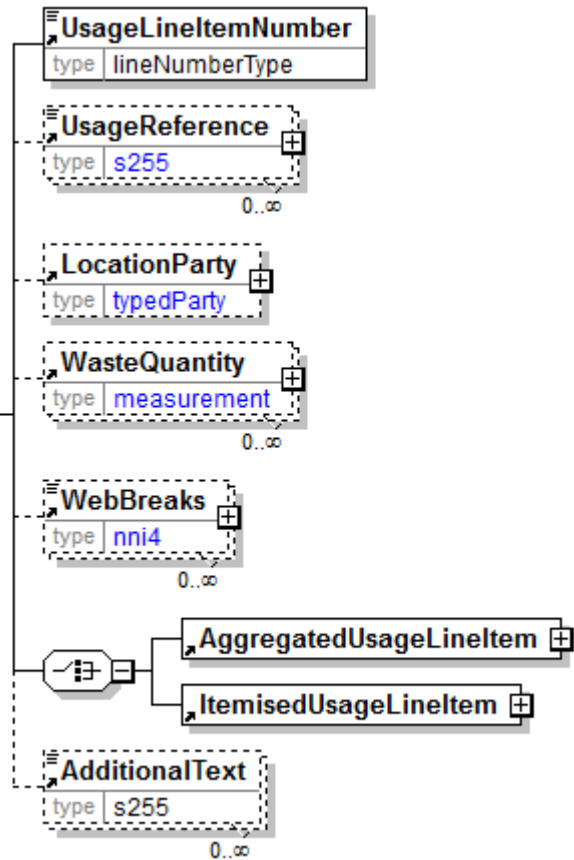 UsageLineItemNumber
type lineNumberType
UsageReference
type s255
0..∞
LocationParty
type typedParty
WasteQuantity
type measurement
0..∞
WebBreaks
type nni4
0..∞
AggregatedUsageLineItem
ItemisedUsageLineItem
AdditionalText
type s255
0..∞